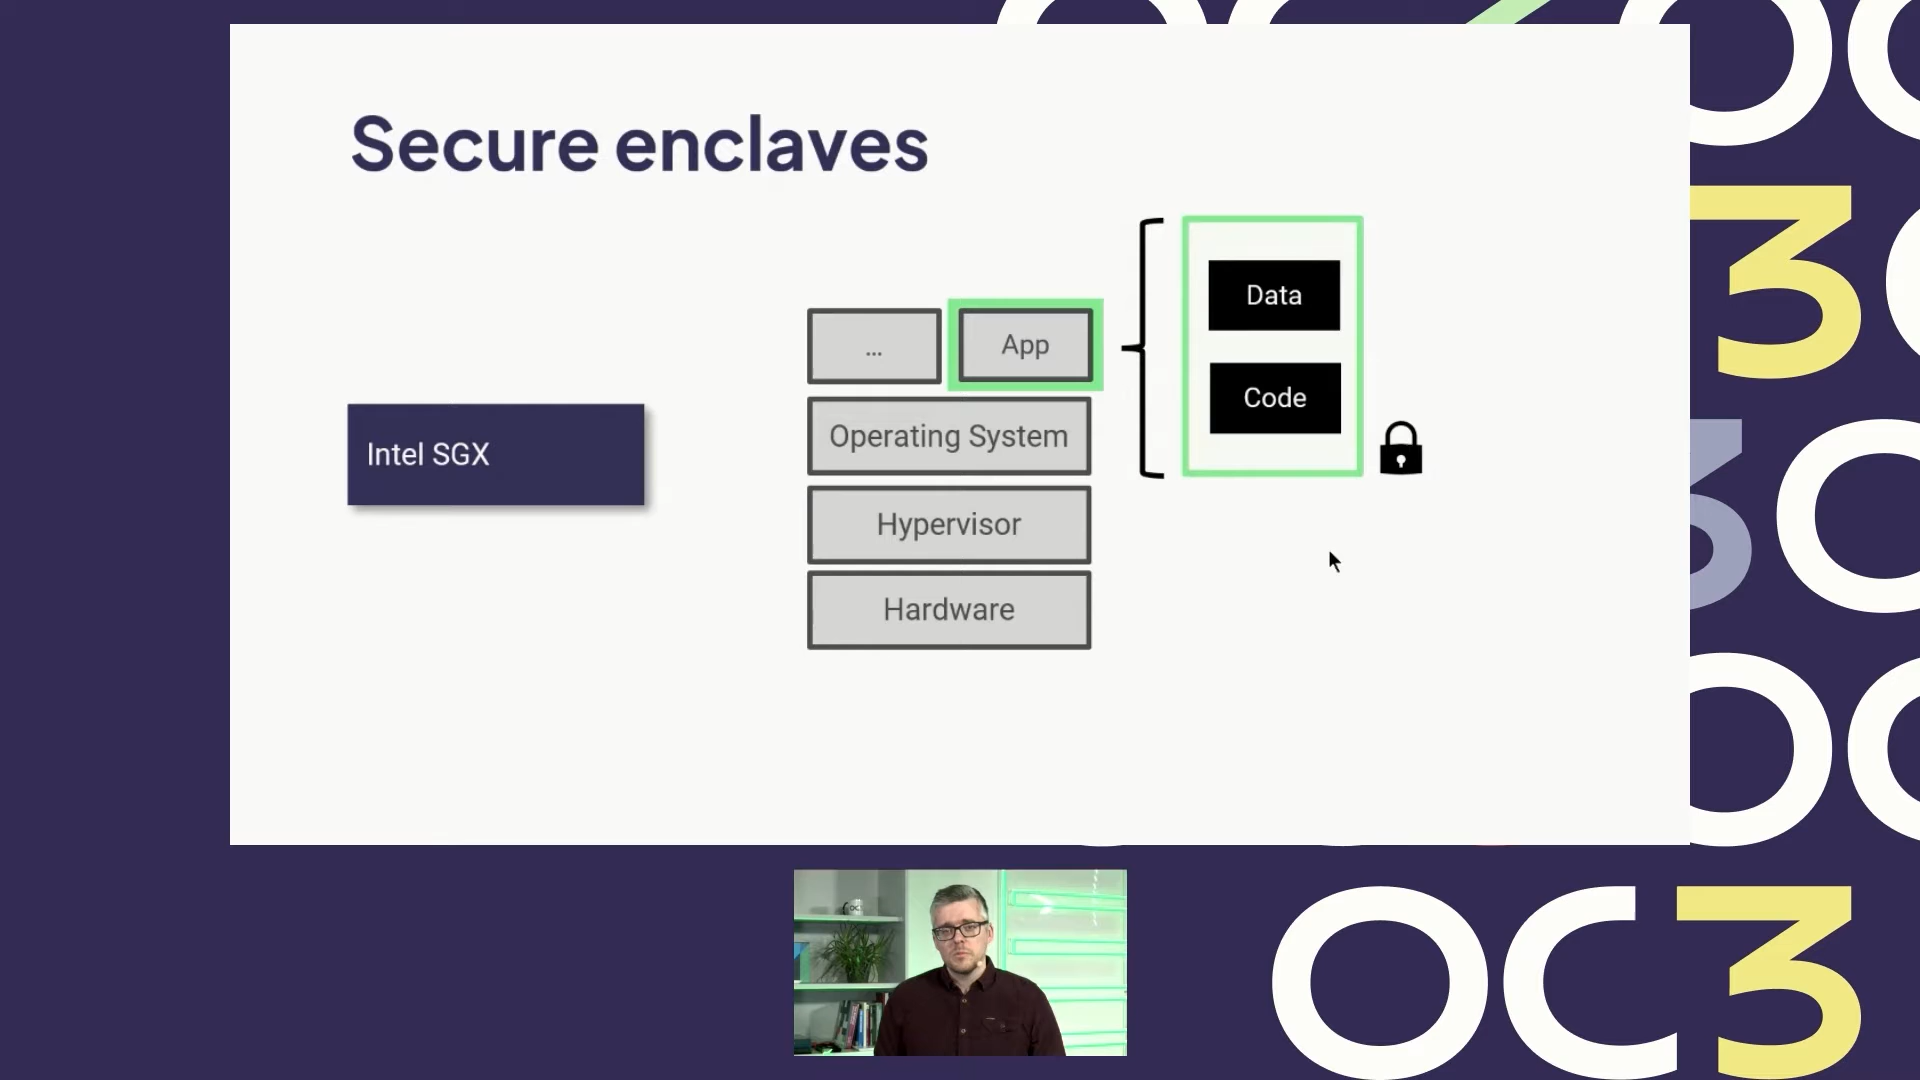 Secure enclaves
Intel SGX
...
App
Operating System
Hypervisor
Hardware
Data
Code
OC3